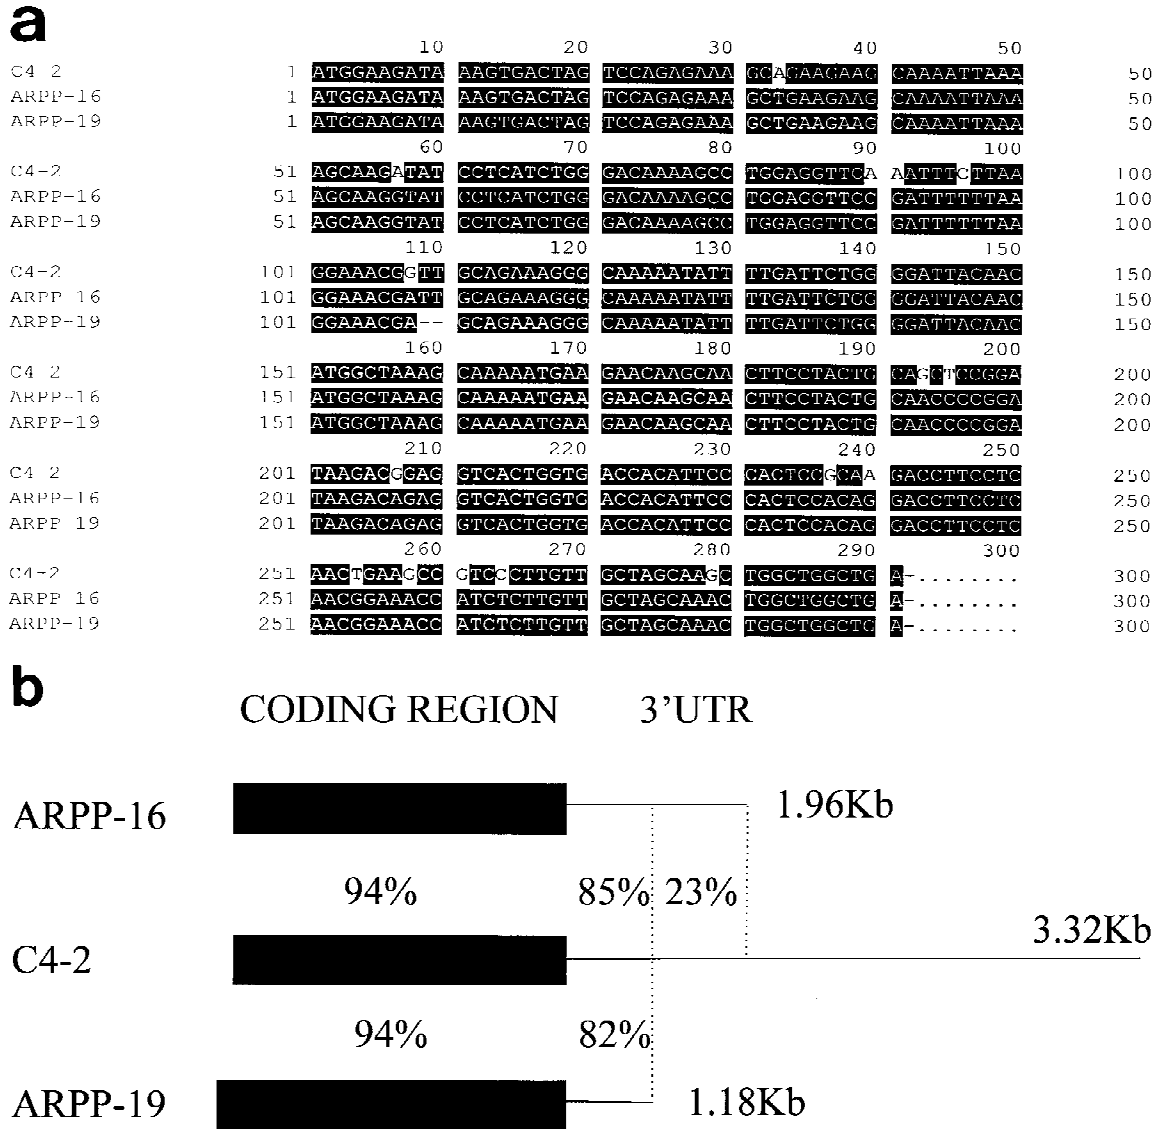 a
10 20 30 40 50
C4-2 1 ATGGAAGATA AAGTGACTAG TCCAGAGAAA GCAGAAGAAG CAAAATTAAA 50
ARPP-16 1 ATGGAAGATA AAGTGACTAG TCCAGAGAAA GCTGAAGAAG CAAAATTAAA 50
ARPP-19 1 ATGGAAGATA AAGTGACTAG TCCAGAGAAA GCTGAAGAAG CAAAATTAAA 50
60 70 80 90 100
C4-2 51 AGCAAGATAT CCTCATCTGG GACAAAAGCC TGGAGGTTCA AATTTCTTAA 100
ARPP-16 51 AGCAAGGTAT CCTCATCTGG GACAAAAGCC TGGAGGTTCC GATTTTTTAA 100
ARPP-19 51 AGCAAGGTAT CCTCATCTGG GACAAAAGCC TGGAGGTTCC GATTTTTTAA 100
110 120 130 140 150
C4-2 101 GGAAACGGTT GCAGAAAGGG CAAAAATATT TTGATTCTGG GGATTACAAC 150
ARPP 16 101 GGAAACGATT GCAGAAAGGG CAAAAATATT TTGATTCTGG GGATTACAAC 150
ARPP-19 101 GGAAACGA-- GCAGAAAGGG CAAAAATATT TTGATTCTGG GGATTACAAC 150
160 170 180 190 200
C4 2 151 ATGGCTAAAG CAAAAATGAA GAACAAGCAA CTTCCTACTG CAGCTCCGGA 200
ARPP-16 151 ATGGCTAAAG CAAAAATGAA GAACAAGCAA CTTCCTACTG CAACCCCGGA 200
ARPP-19 151 ATGGCTAAAG CAAAAATGAA GAACAAGCAA CTTCCTACTG CAACCCCGGA 200
210 220 230 240 250
C4-2 201 TAAGACGGAG GTCACTGGTG ACCACATTCC CACTCCGCAA GACCTTCCTC 250
ARPP-16 201 TAAGACAGAG GTCACTGGTG ACCACATTCC CACTCCACAG GACCTTCCTC 250
ARPP 19 201 TAAGACAGAG GTCACTGGTG ACCACATTCC CACTCCACAG GACCTTCCTC 250
260 270 280 290 300
C4-2 251 AACTGAAGCC GTCCCTTGTT GCTAGCAAGC TGGCTGGCTG A-........ 300
ARPP 16 251 AACGGAAACC ATCTCTTGTT GCTAGCAAAC TGGCTGGCTG A-........ 300
ARPP-19 251 AACGGAAACC ATCTCTTGTT GCTAGCAAAC TGGCTGGCTG A-........ 300
b
CODING REGION 3'UTR
ARPP-16 1.96Kb
94% 85% 23%
3.32Kb
C4-2
94% 82%
ARPP-19 1.18Kb